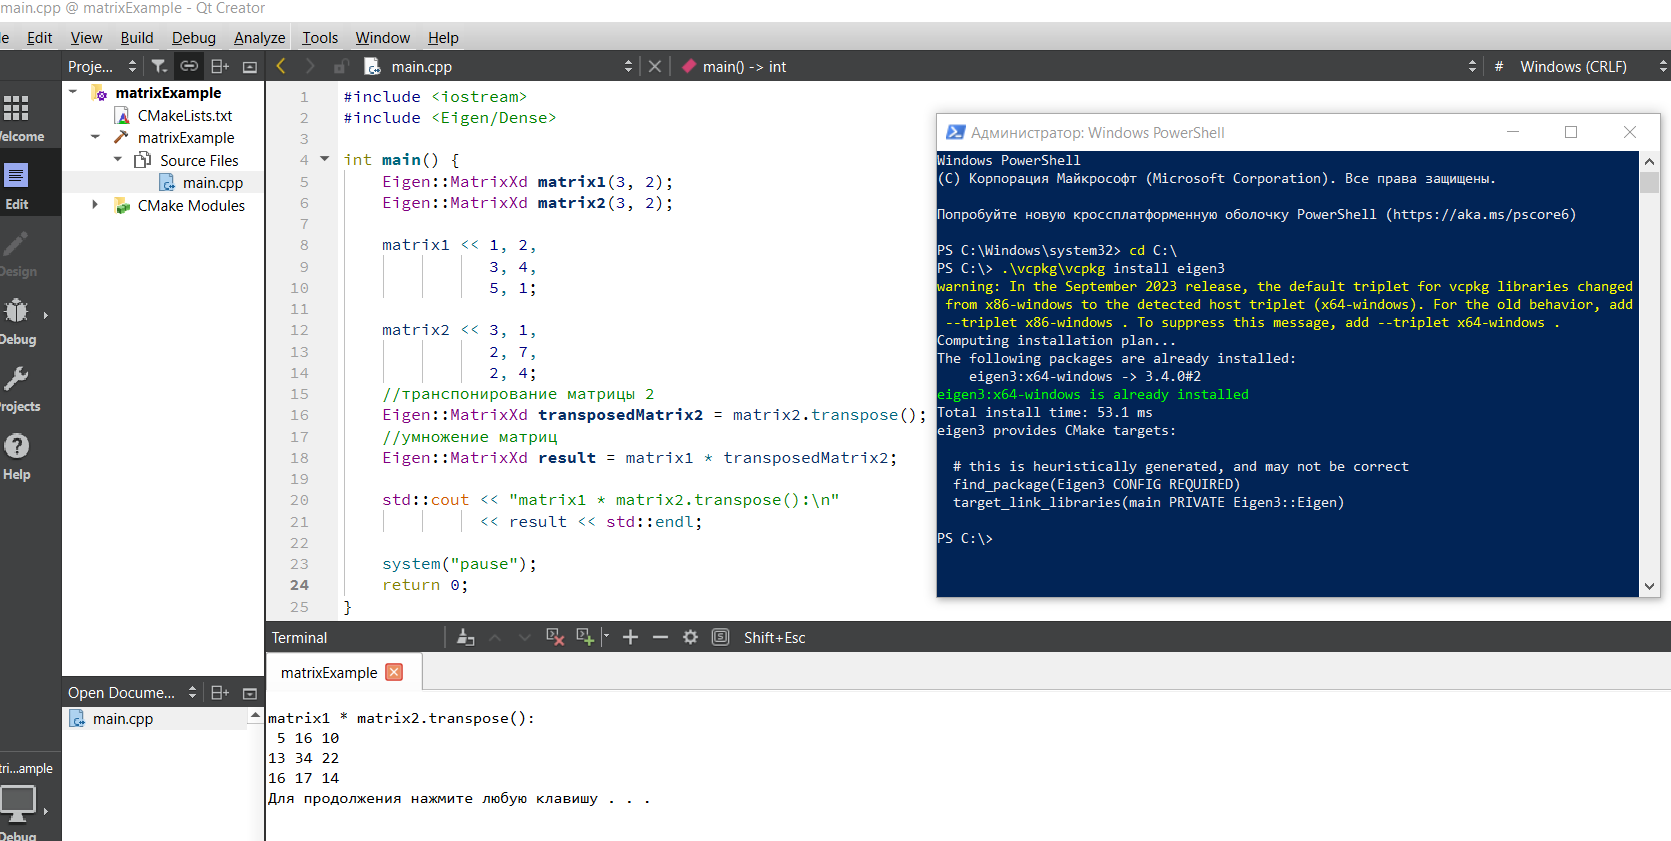 main.cpp @ matrixExample - Qt Creator
Edit View Build Debug Analyze Tools Window Help
Proje...
main.cpp
main() -> int
# Windows (CRLF)
matrixExample
CMakeLists.txt
matrixExample
Source Files
main.cpp
CMake Modules
elcome
Edit
Design
Debug
rojects
Help
1 #include <iostream>
2 #include <Eigen/Dense>
3
4 int main() {
5 Eigen::MatrixXd matrix1(3, 2);
6 Eigen::MatrixXd matrix2(3, 2);
7
8 matrix1 << 1, 2,
9 3, 4,
10 5, 1;
11
12 matrix2 << 3, 1,
13 2, 7,
14 2, 4;
15 //транспонирование матрицы 2
16 Eigen::MatrixXd transposedMatrix2 = matrix2.transpose();
17 //умножение матриц
18 Eigen::MatrixXd result = matrix1 * transposedMatrix2;
19
20 std::cout << "matrix1 * matrix2.transpose():\n"
21 << result << std::endl;
22
23 system("pause");
24 return 0;
25 }
Администратор: Windows PowerShell
Windows PowerShell
(C) Корпорация Майкрософт (Microsoft Corporation). Все права защищены.
Попробуйте новую кроссплатформенную оболочку PowerShell (https://aka.ms/pscore6)
PS C:\Windows\system32> cd C:\
PS C:\> .\vcpkg\vcpkg install eigen3
warning: In the September 2023 release, the default triplet for vcpkg libraries changed
from x86-windows to the detected host triplet (x64-windows). For the old behavior, add
--triplet x86-windows . To suppress this message, add --triplet x64-windows .
Computing installation plan...
The following packages are already installed:
eigen3:x64-windows -> 3.4.0#2
eigen3:x64-windows is already installed
Total install time: 53.1 ms
eigen3 provides CMake targets:
# this is heuristically generated, and may not be correct
find_package(Eigen3 CONFIG REQUIRED)
target_link_libraries(main PRIVATE Eigen3::Eigen)
PS C:\>
Terminal
Shift+Esc
matrixExample
Open Docume...
main.cpp
tri...ample
Debug
matrix1 * matrix2.transpose():
5 16 10
13 34 22
16 17 14
Для продолжения нажмите любую клавишу . . .